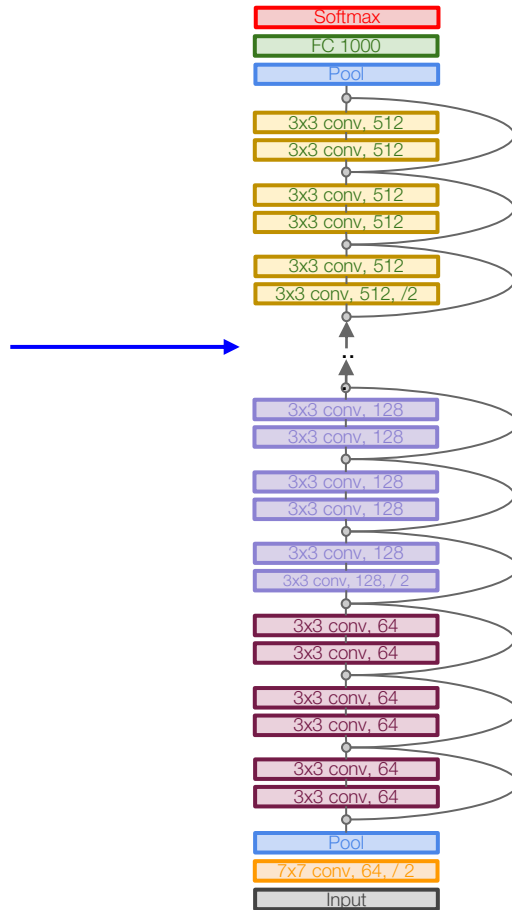 Softmax
FC 1000
Pool
3x3 conv, 512
3x3 conv, 512
3x3 conv, 512
3x3 conv, 512
3x3 conv, 512
3x3 conv, 512, /2
..
.
3x3 conv, 128
3x3 conv, 128
3x3 conv, 128
3x3 conv, 128
3x3 conv, 128
3x3 conv, 128, / 2
3x3 conv, 64
3x3 conv, 64
3x3 conv, 64
3x3 conv, 64
3x3 conv, 64
3x3 conv, 64
Pool
7x7 conv, 64, / 2
Input